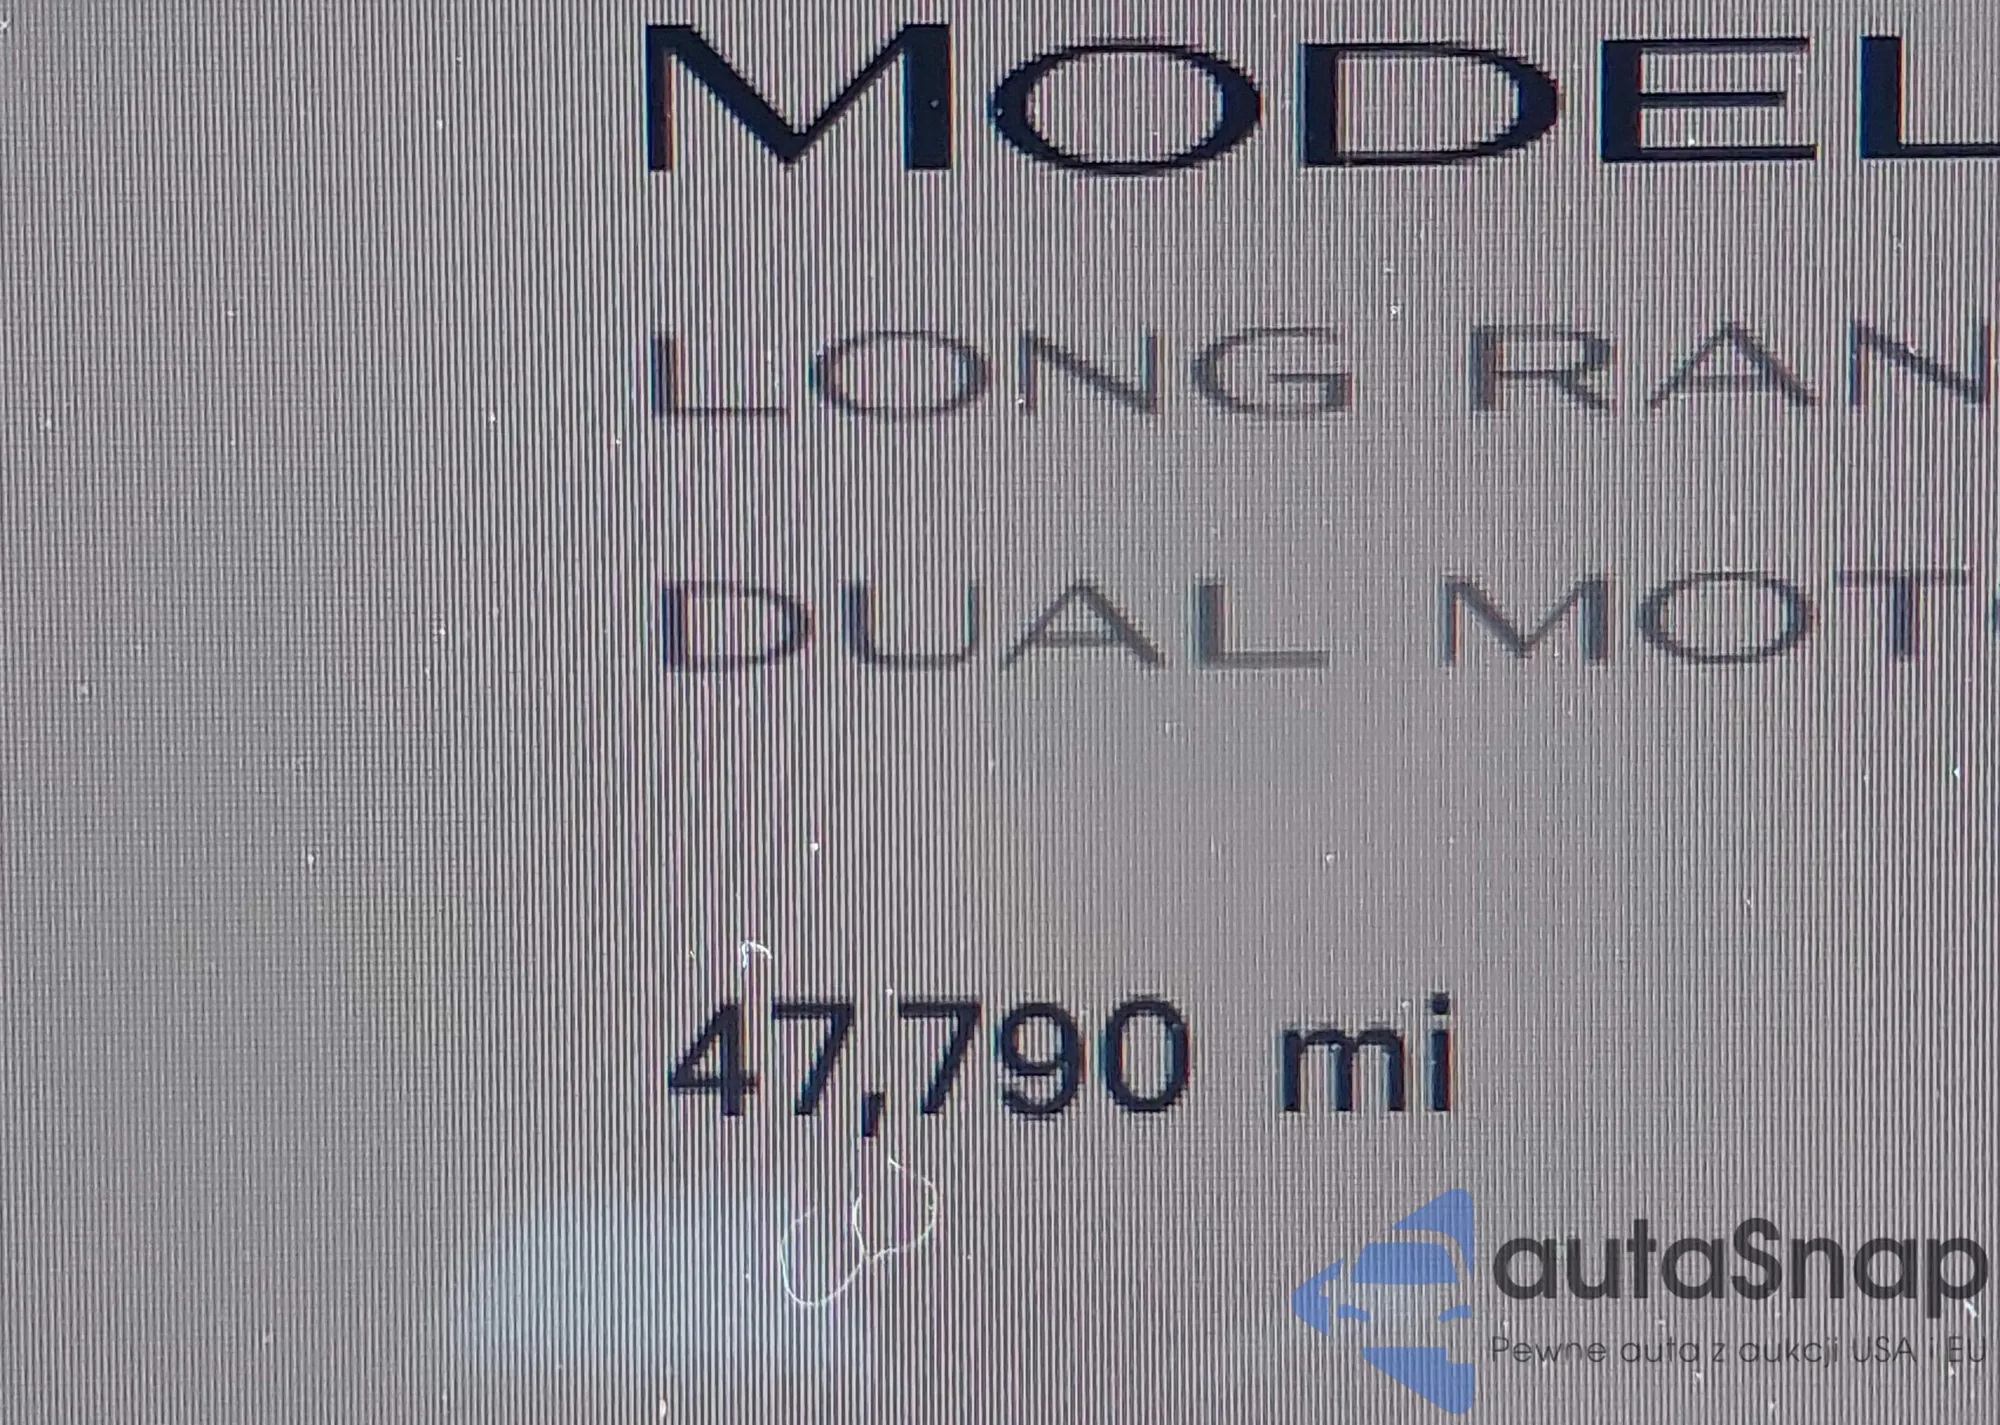 MODEL
LONG RAN
DUAL MOT
47,790 mi
autaSnap
Pewne auta z aukcji USA i EU